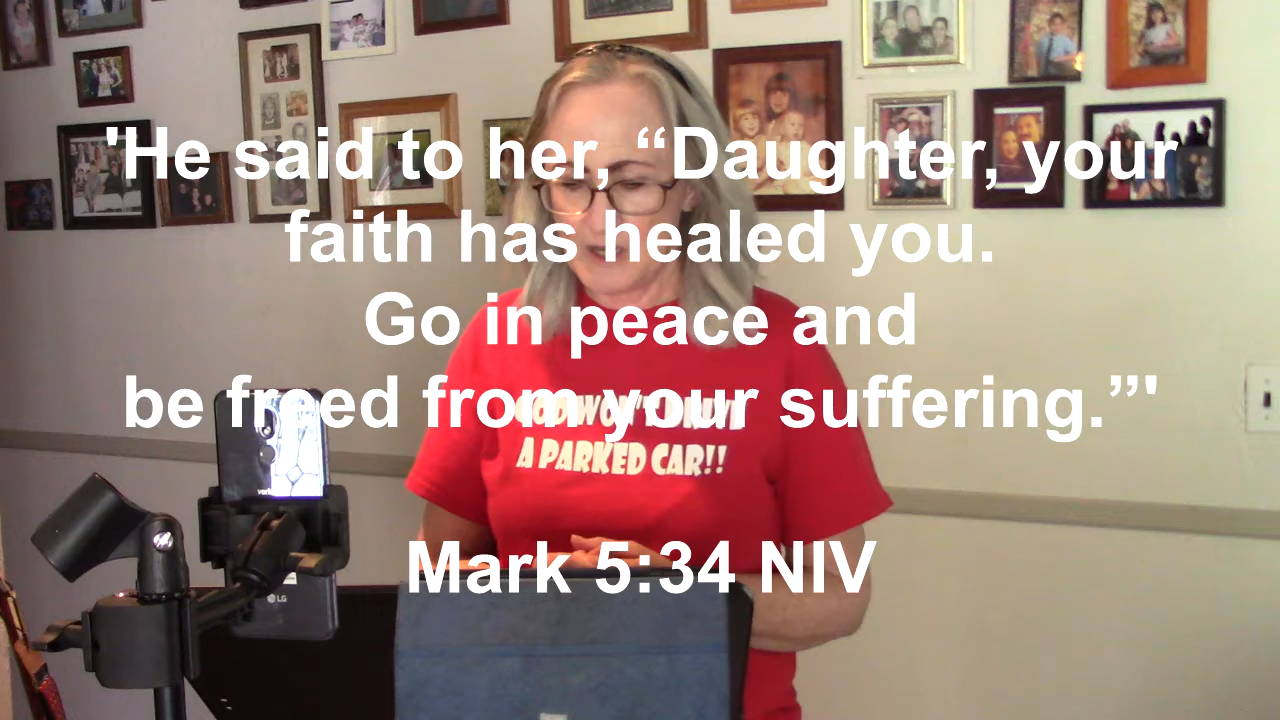 'He said to her, “Daughter, your
faith has healed you.
Go in peace and
be freed from your suffering.”'
A PARKED CAR!!
Mark 5:34 NIV
LG